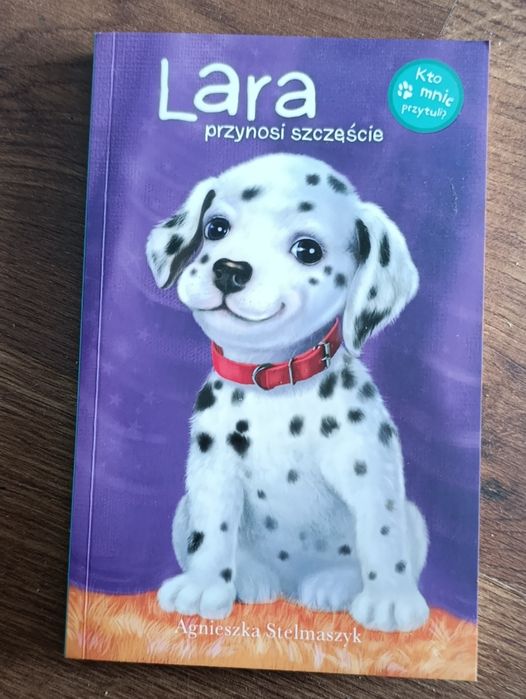 Lara
przynosi szczęście
Kto
mnie
przytuli?
Agnieszka Stelmaszyk